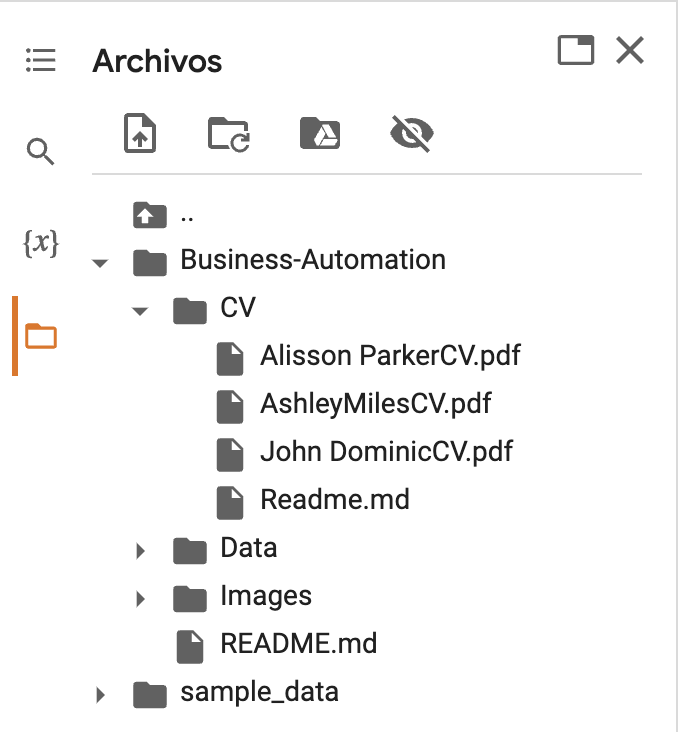 Archivos
..
{x}
Business-Automation
CV
Alisson ParkerCV.pdf
AshleyMilesCV.pdf
John DominicCV.pdf
Readme.md
Data
Images
README.md
sample_data